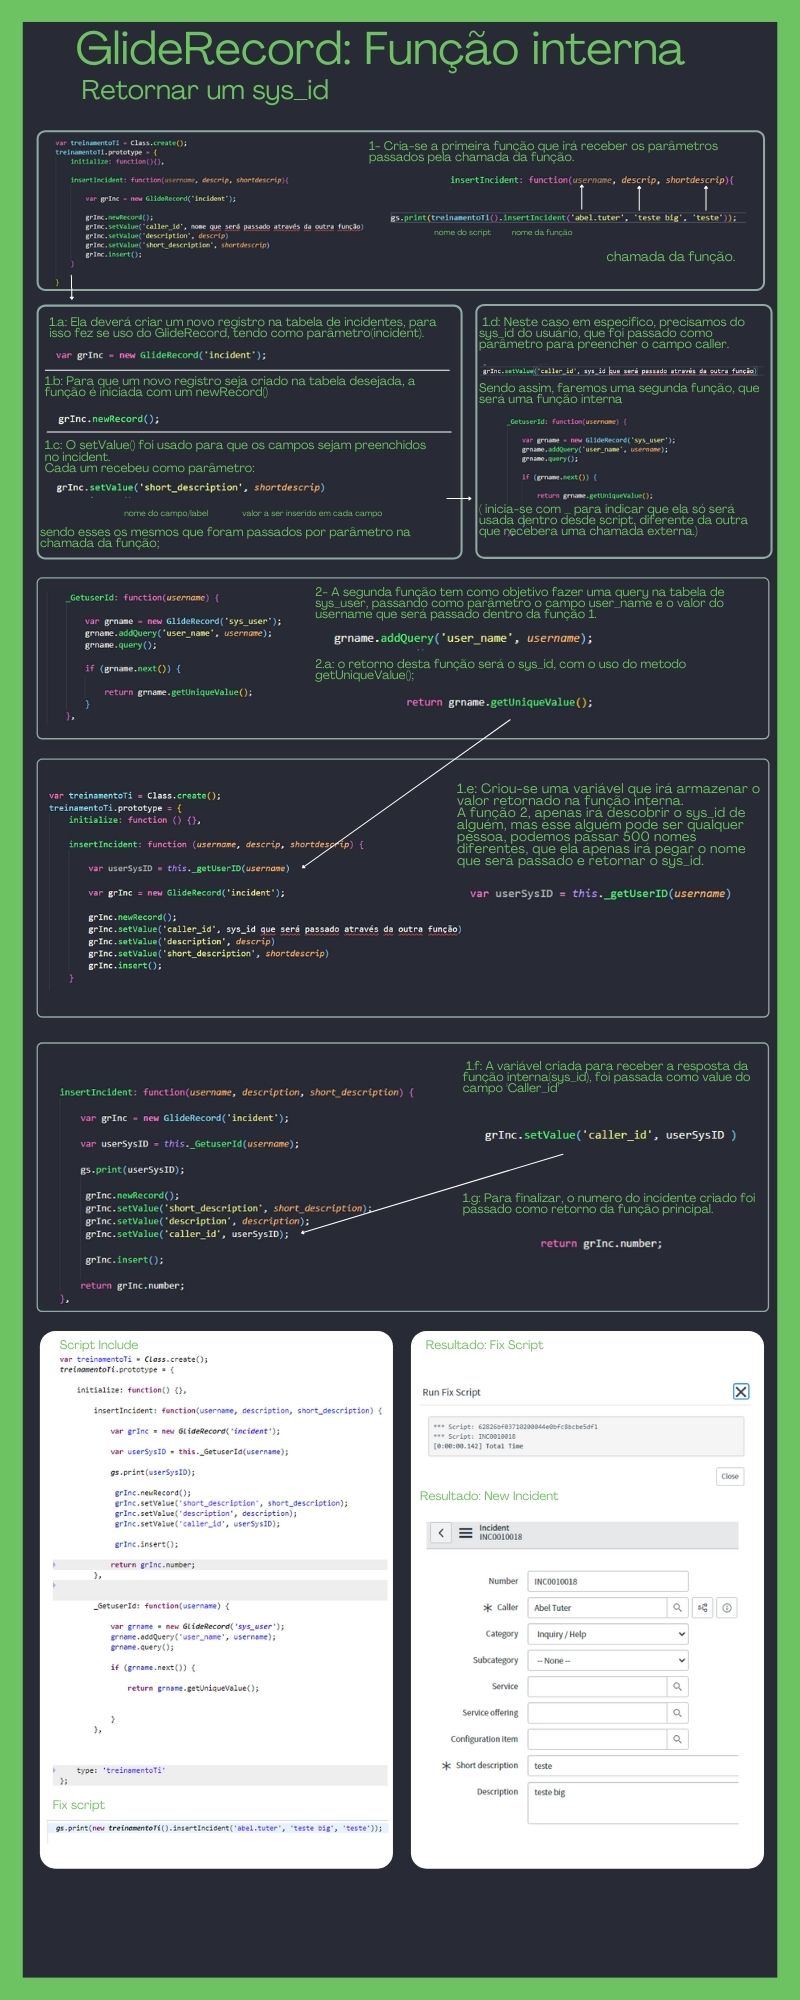 GlideRecord: Função interna
Retornar um sys_id
var treinamentoTi = Class.create();
treinamentoTi.prototype = {
initialize: function(){},
insertIncident: function(username, descrip, shortdescrip){
var grInc = new GlideRecord('incident');
grInc.newRecord();
grInc.setValue('caller_id', nome que será passado através da outra função)
grInc.setValue('description', descrip)
grInc.setValue('short_description', shortdescrip)
grInc.insert();
}
}
1- Cria-se a primeira função que irá receber os parâmetros
passados pela chamada da função.
insertIncident: function(username, descrip, shortdescrip){
gs.print(treinamentoTi().insertIncident('abel.tuter', 'teste big', 'teste'));
nome do script nome da função
chamada da função.
1.a: Ela deverá criar um novo registro na tabela de incidentes, para
isso fez se uso do GlideRecord, tendo como parâmetro(incident).
var grInc = new GlideRecord('incident');
1.b: Para que um novo registro seja criado na tabela desejada, a
função é iniciada com um newRecord()
grInc.newRecord();
1.c: O setValue() foi usado para que os campos sejam preenchidos
no incident.
Cada um recebeu como parâmetro:
grInc.setValue('short_description', shortdescrip)
nome do campo/label valor a ser inserido em cada campo
sendo esses os mesmos que foram passados por parâmetro na
chamada da função;
1.d: Neste caso em especifico, precisamos do
sys_id do usuário, que foi passado como
parâmetro para preencher o campo caller.
grInc.setValue('caller_id', sys_id que será passado através da outra função)
Sendo assim, faremos uma segunda função, que
será uma função interna
_GetuserId: function(username) {
var grname = new GlideRecord('sys_user');
grname.addQuery('user_name', username);
grname.query();
if (grname.next()) {
return grname.getUniqueValue();
( inicia-se com _ para indicar que ela só será
usada dentro desde script, diferente da outra
que recebera uma chamada externa.)
_GetuserId: function(username) {
var grname = new GlideRecord('sys_user');
grname.addQuery('user_name', username);
grname.query();
if (grname.next()) {
return grname.getUniqueValue();
}
},
2- A segunda função tem como objetivo fazer uma query na tabela de
sys_user, passando como parâmetro o campo user_name e o valor do
username que será passado dentro da função 1.
grname.addQuery('user_name', username);
2.a: o retorno desta função será o sys_id, com o uso do metodo
getUniqueValue();
return grname.getUniqueValue();
var treinamentoTi = Class.create();
treinamentoTi.prototype = {
initialize: function () {},
insertIncident: function (username, descrip, shortdescrip) {
var userSysID = this._getUserID(username)
var grInc = new GlideRecord('incident');
grInc.newRecord();
grInc.setValue('caller_id', sys_id que será passado através da outra função)
grInc.setValue('description', descrip)
grInc.setValue('short_description', shortdescrip)
grInc.insert();
}
1.e: Criou-se uma variável que irá armazenar o
valor retornado na função interna.
A função 2, apenas irá descobrir o sys_id de
alguém, mas esse alguém pode ser qualquer
pessoa, podemos passar 500 nomes
diferentes, que ela apenas irá pegar o nome
que será passado e retornar o sys_id.
var userSysID = this._getUserID(username)
insertIncident: function(username, description, short_description) {
var grInc = new GlideRecord('incident');
var userSysID = this._GetuserId(username);
gs.print(userSysID);
grInc.newRecord();
grInc.setValue('short_description', short_description);
grInc.setValue('description', description);
grInc.setValue('caller_id', userSysID);
grInc.insert();
return grInc.number;
},
1.f: A variável criada para receber a resposta da
função interna(sys_id), foi passada como value do
campo 'Caller_id'
grInc.setValue('caller_id', userSysID )
1.g: Para finalizar, o numero do incidente criado foi
passado como retorno da função principal.
return grInc.number;
Script Include
var treinamentoTi = Class.create();
treinamentoTi.prototype = {
initialize: function() {},
insertIncident: function(username, description, short_description) {
var grInc = new GlideRecord('incident');
var userSysID = this._GetuserId(username);
gs.print(userSysID);
grInc.newRecord();
grInc.setValue('short_description', short_description);
grInc.setValue('description', description);
grInc.setValue('caller_id', userSysID);
grInc.insert();
return grInc.number;
},
_GetuserId: function(username) {
var grname = new GlideRecord('sys_user');
grname.addQuery('user_name', username);
grname.query();
if (grname.next()) {
return grname.getUniqueValue();
}
},
type: 'treinamentoTi'
};
Fix script
gs.print(new treinamentoTi().insertIncident('abel.tuter', 'teste big', 'teste'));
Resultado: Fix Script
Run Fix Script
*** Script: 62826bf03710200044e0bfc8bcbe5df1
*** Script: INC0010018
[0:00:00.142] Total Time
Close
Resultado: New Incident
Incident
INC0010018
Number INC0010018
Caller Abel Tuter
Category Inquiry / Help
Subcategory -- None --
Service
Service offering
Configuration item
Short description teste
Description teste big